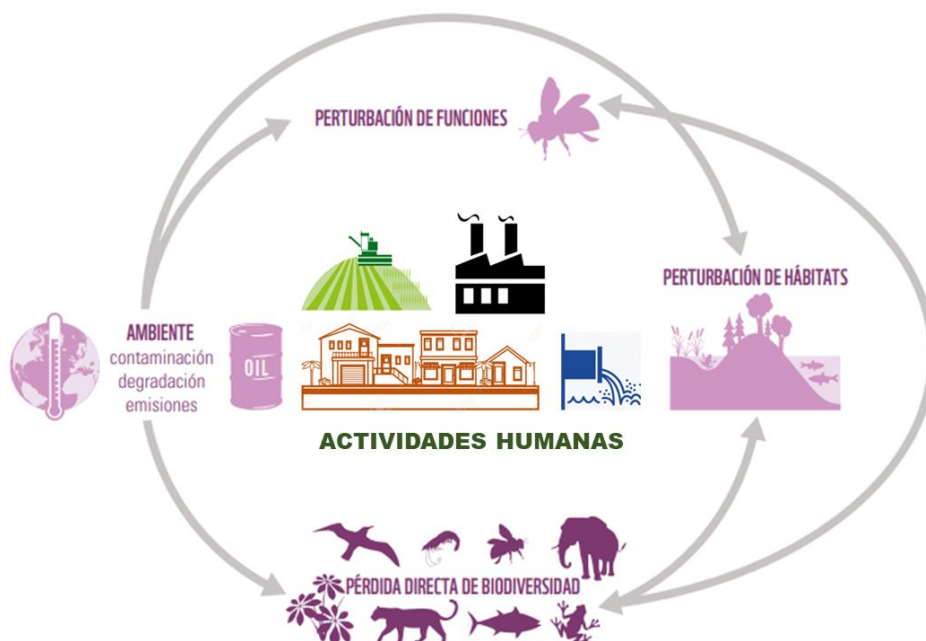 PERTURBACIÓN DE FUNCIONES
PERTURBACIÓN DE HÁBITATS
AMBIENTE
contaminación
degradación
emisiones
OIL
ACTIVIDADES HUMANAS
PÉRDIDA DIRECTA DE BIODIVERSIDAD